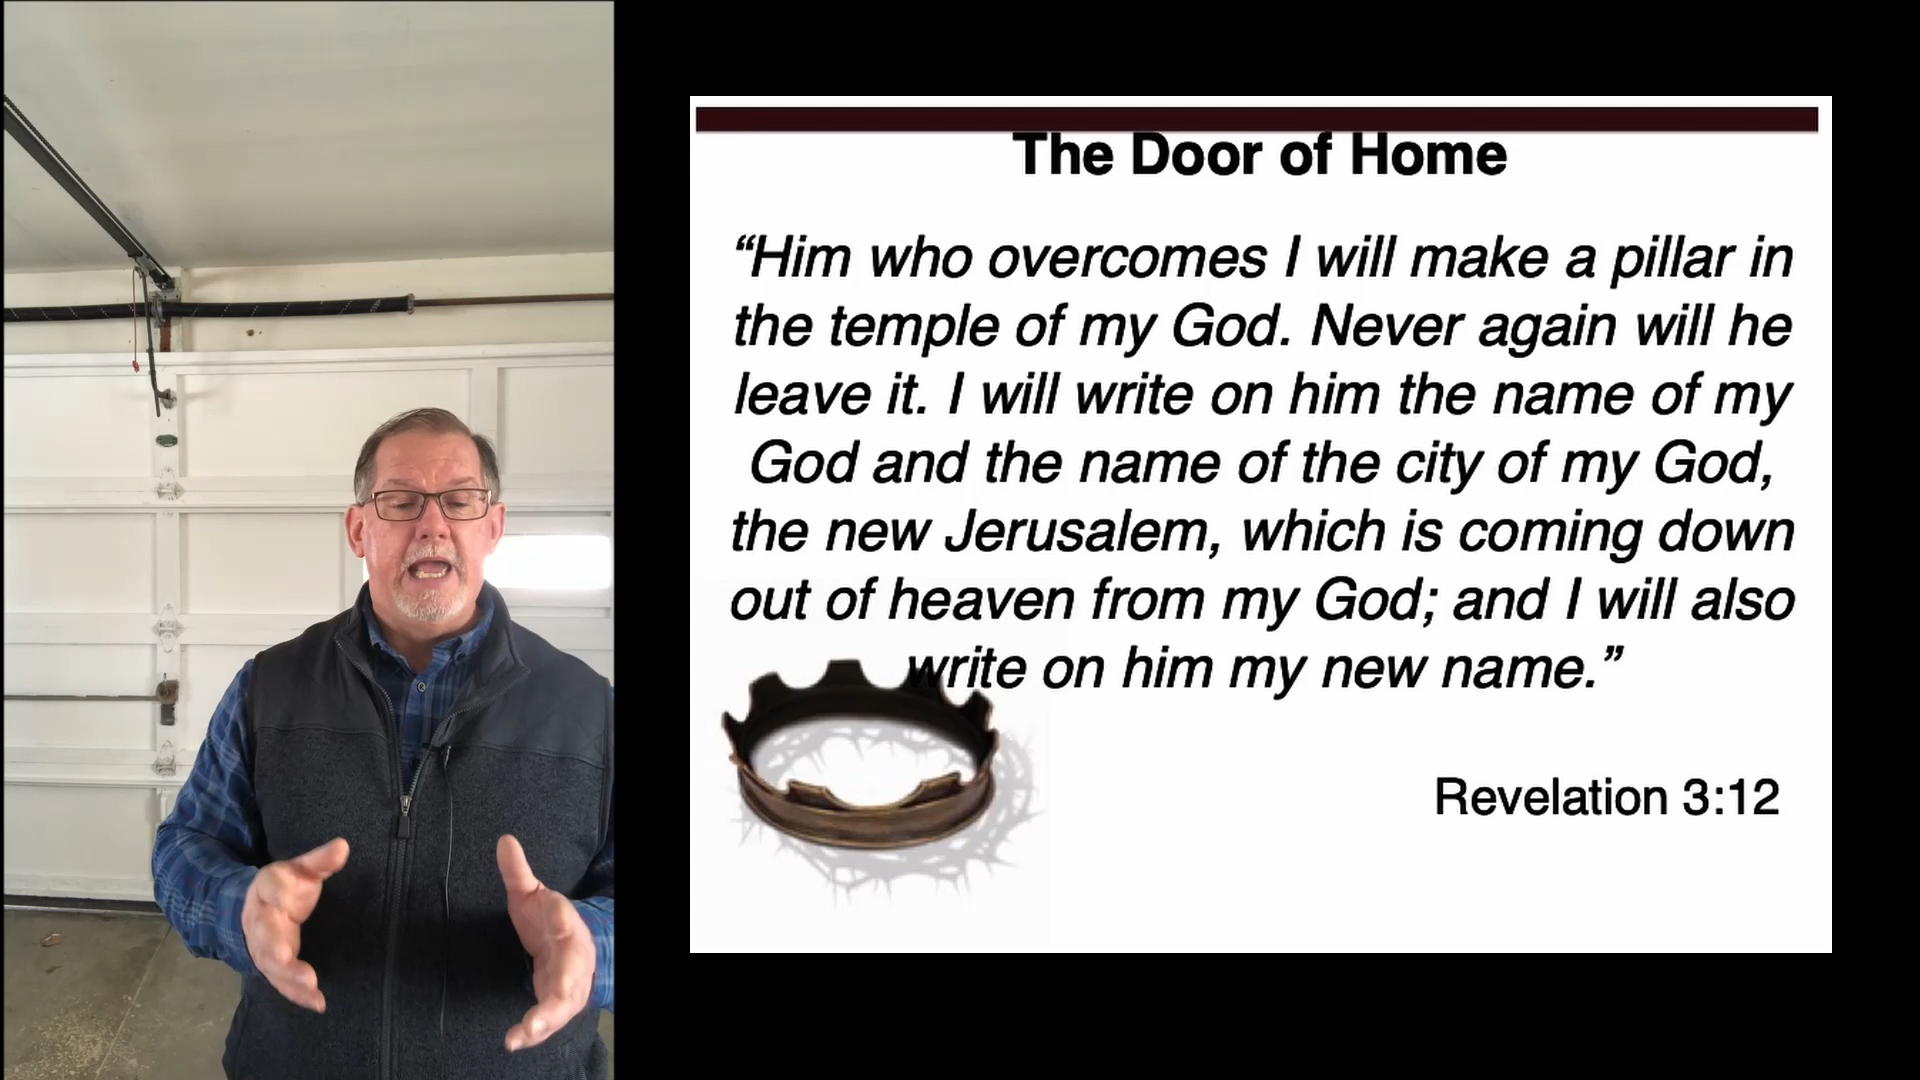 The Door of Home
“Him who overcomes I will make a pillar in
the temple of my God. Never again will he
leave it. I will write on him the name of my
God and the name of the city of my God,
the new Jerusalem, which is coming down
out of heaven from my God; and I will also
write on him my new name.”
Revelation 3:12